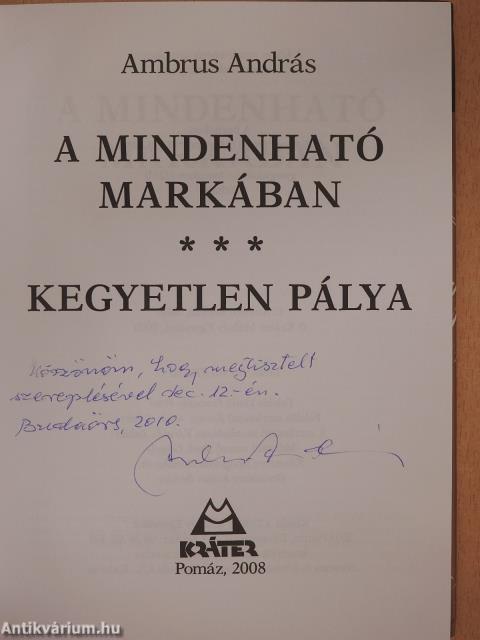 Ambrus András
A MINDENHATÓ
MARKÁBAN
* * *
KEGYETLEN PÁLYA
Köszönöm, hogy megtisztelt
szereplésével dec. 12.-én.
Budaörs, 2010.
KRÁTER
Pomáz, 2008
Antikvárium.hu